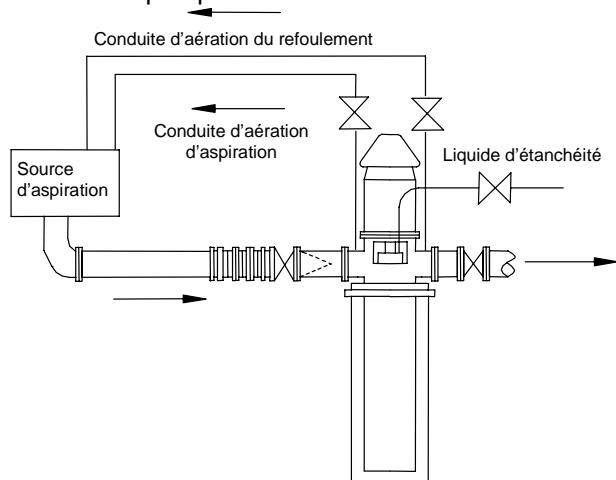 Conduite d'aération du refoulement
Conduite d'aération
d'aspiration
Liquide d'étanchéité
Source
d'aspiration